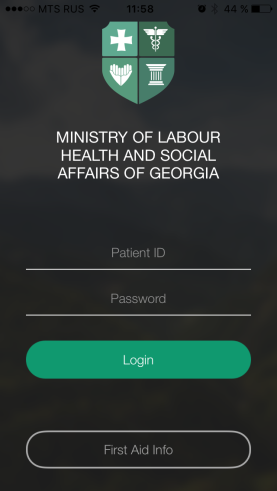 MTS RUS 11:58 44 %
MINISTRY OF LABOUR
HEALTH AND SOCIAL
AFFAIRS OF GEORGIA
Patient ID
Password
Login
First Aid Info